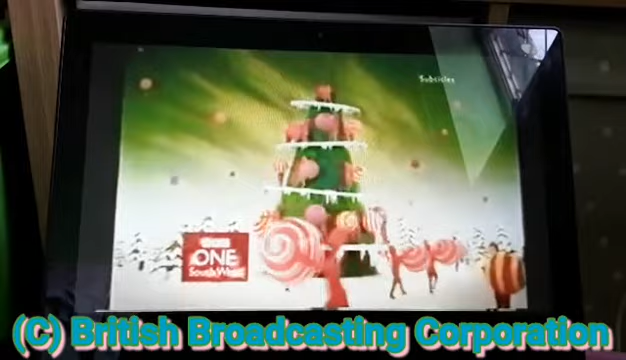 Subtitles
BBC
ONE
South West
(C) British Broadcasting Corporation